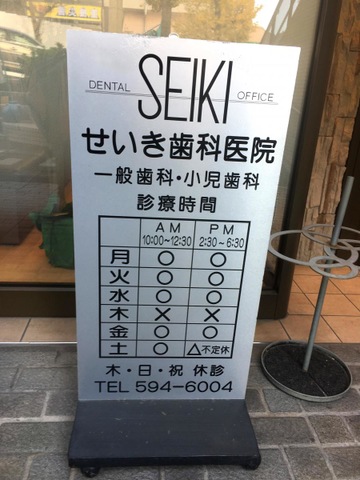 DENTAL SEIKI OFFICE
せいき歯科医院
一般歯科・小児歯科
診療時間
AM PM
10:00~12:30 2:30~6:30
月 ○ ○
火 ○ ○
水 ○ ○
木 × ×
金 ○ ○
土 ○ △不定休
木・日・祝 休診
TEL 594-6004